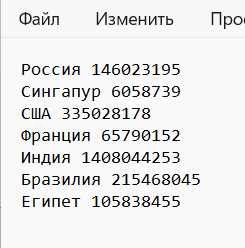 Файл Изменить
Россия 146023195
Сингапур 6058739
США 335028178
Франция 65790152
Индия 1408044253
Бразилия 215468045
Египет 105838455